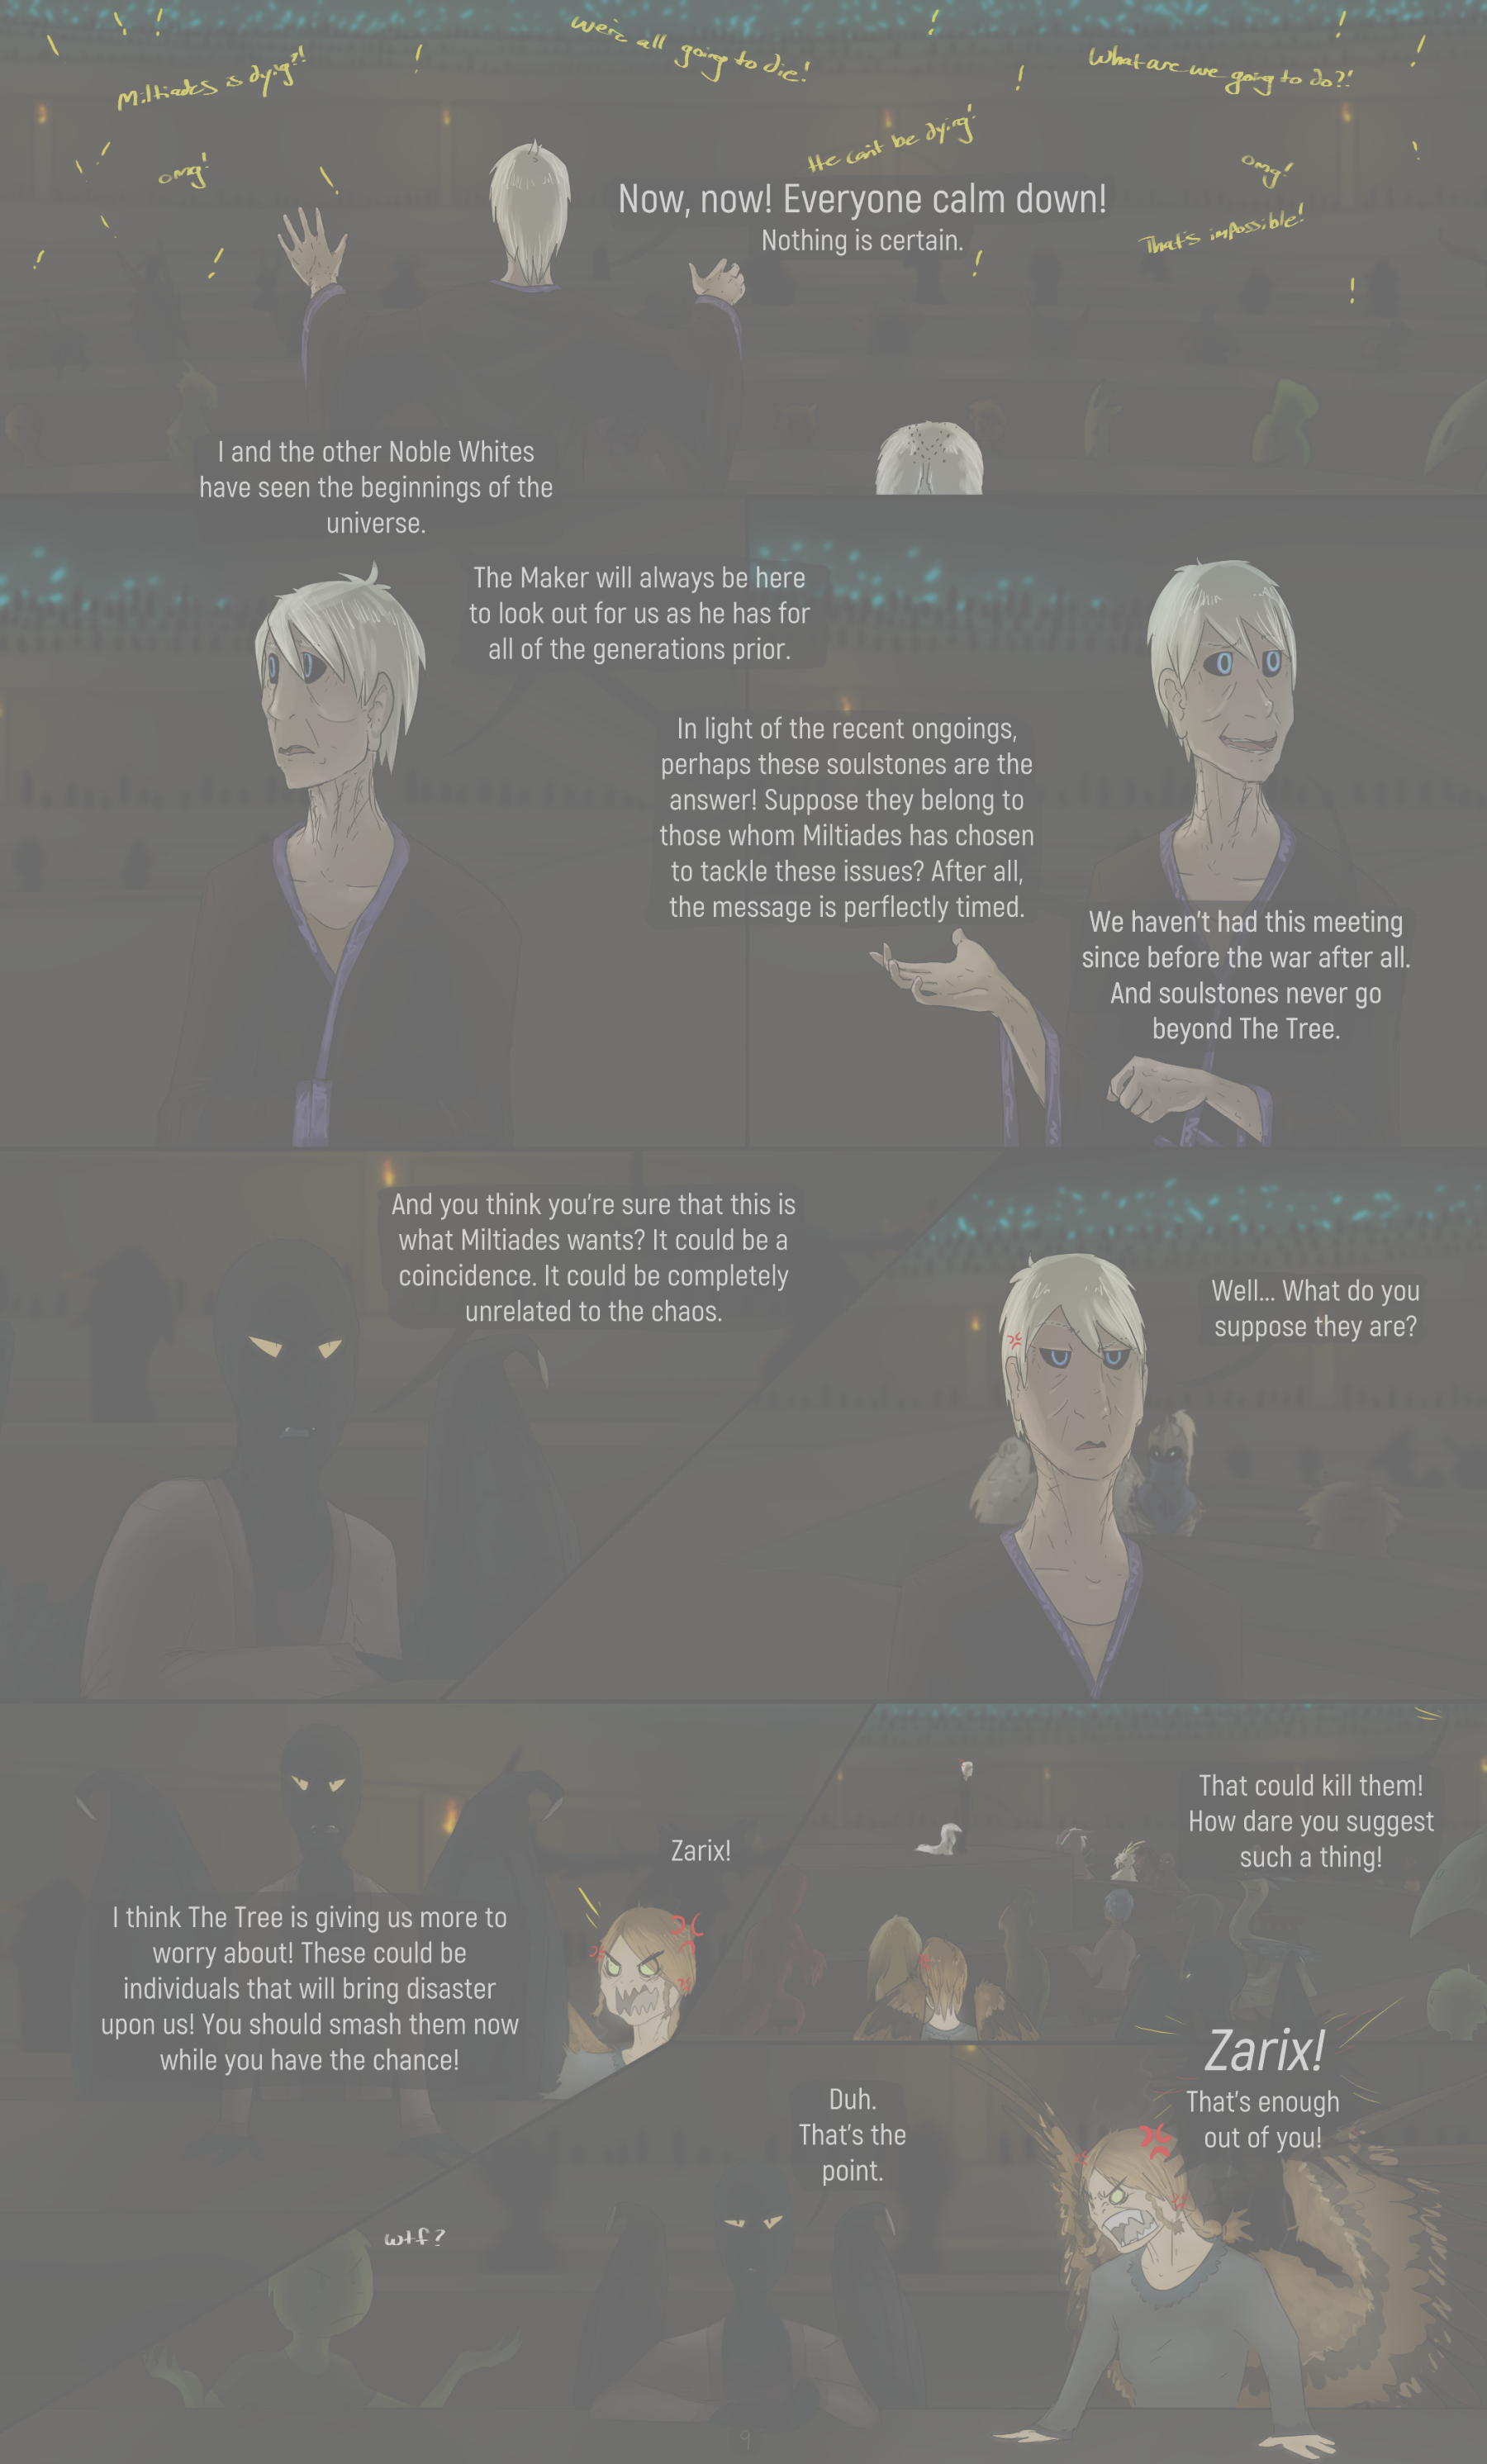 Miltiades is dyig?!
we're all going to die!
What are we going to do?!
omg!
He can't be dying!
omg!
That's impossible!
Now, now! Everyone calm down!
Nothing is certain.
I and the other Noble Whites
have seen the beginnings of the
universe.
The Maker will always be here
to look out for us as he has for
all of the generations prior.
In light of the recent ongoings,
perhaps these soulstones are the
answer! Suppose they belong to
those whom Miltiades has chosen
to tackle these issues? After all,
the message is perflectly timed.
We haven't had this meeting
since before the war after all.
And soulstones never go
beyond The Tree.
And you think you're sure that this is
what Miltiades wants? It could be a
coincidence. It could be completely
unrelated to the chaos.
Well... What do you
suppose they are?
I think The Tree is giving us more to
worry about! These could be
individuals that will bring disaster
upon us! You should smash them now
while you have the chance!
Zarix!
That could kill them!
How dare you suggest
such a thing!
wtf?
Duh.
That's the
point.
Zarix!
That's enough
out of you!
9